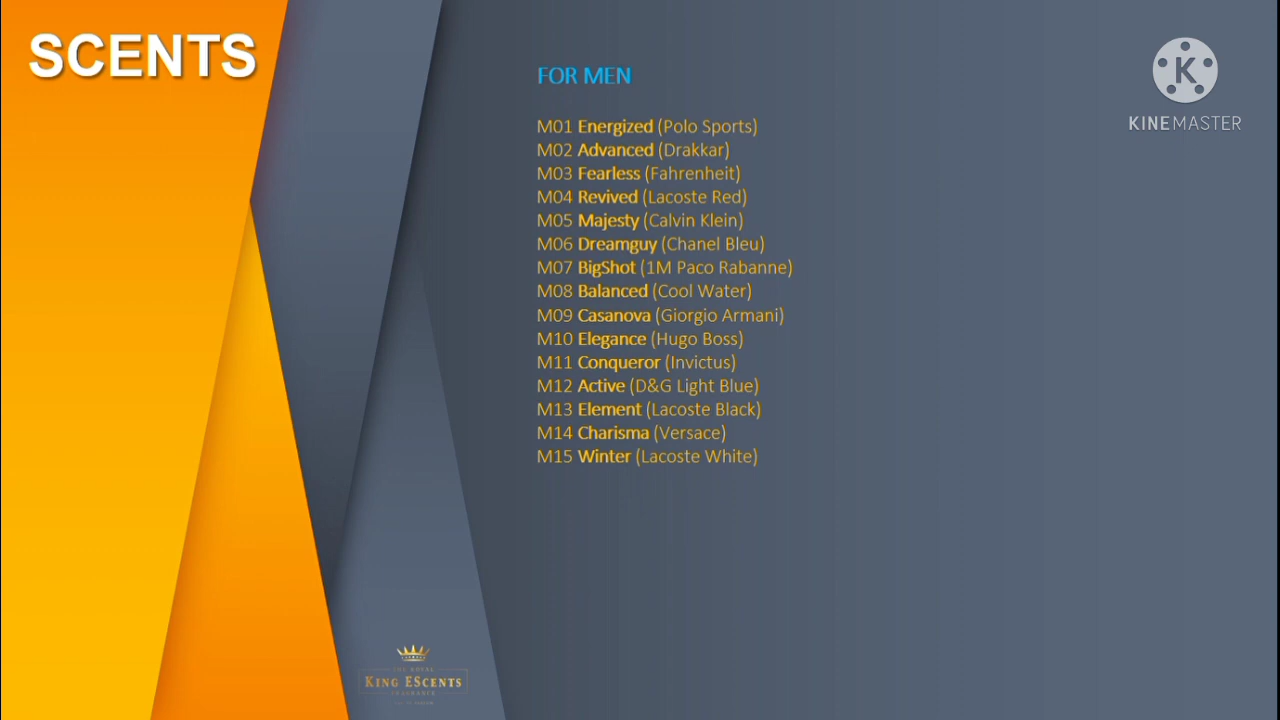 SCENTS
FOR MEN
M01 Energized (Polo Sports)
M02 Advanced (Drakkar)
M03 Fearless (Fahrenheit)
M04 Revived (Lacoste Red)
M05 Majesty (Calvin Klein)
M06 Dreamguy (Chanel Bleu)
M07 BigShot (1M Paco Rabanne)
M08 Balanced (Cool Water)
M09 Casanova (Giorgio Armani)
M10 Elegance (Hugo Boss)
M11 Conqueror (Invictus)
M12 Active (D&G Light Blue)
M13 Element (Lacoste Black)
M14 Charisma (Versace)
M15 Winter (Lacoste White)
K
KINEMASTER
THE ROYAL
KING ESCENTS
FRAGRANCE